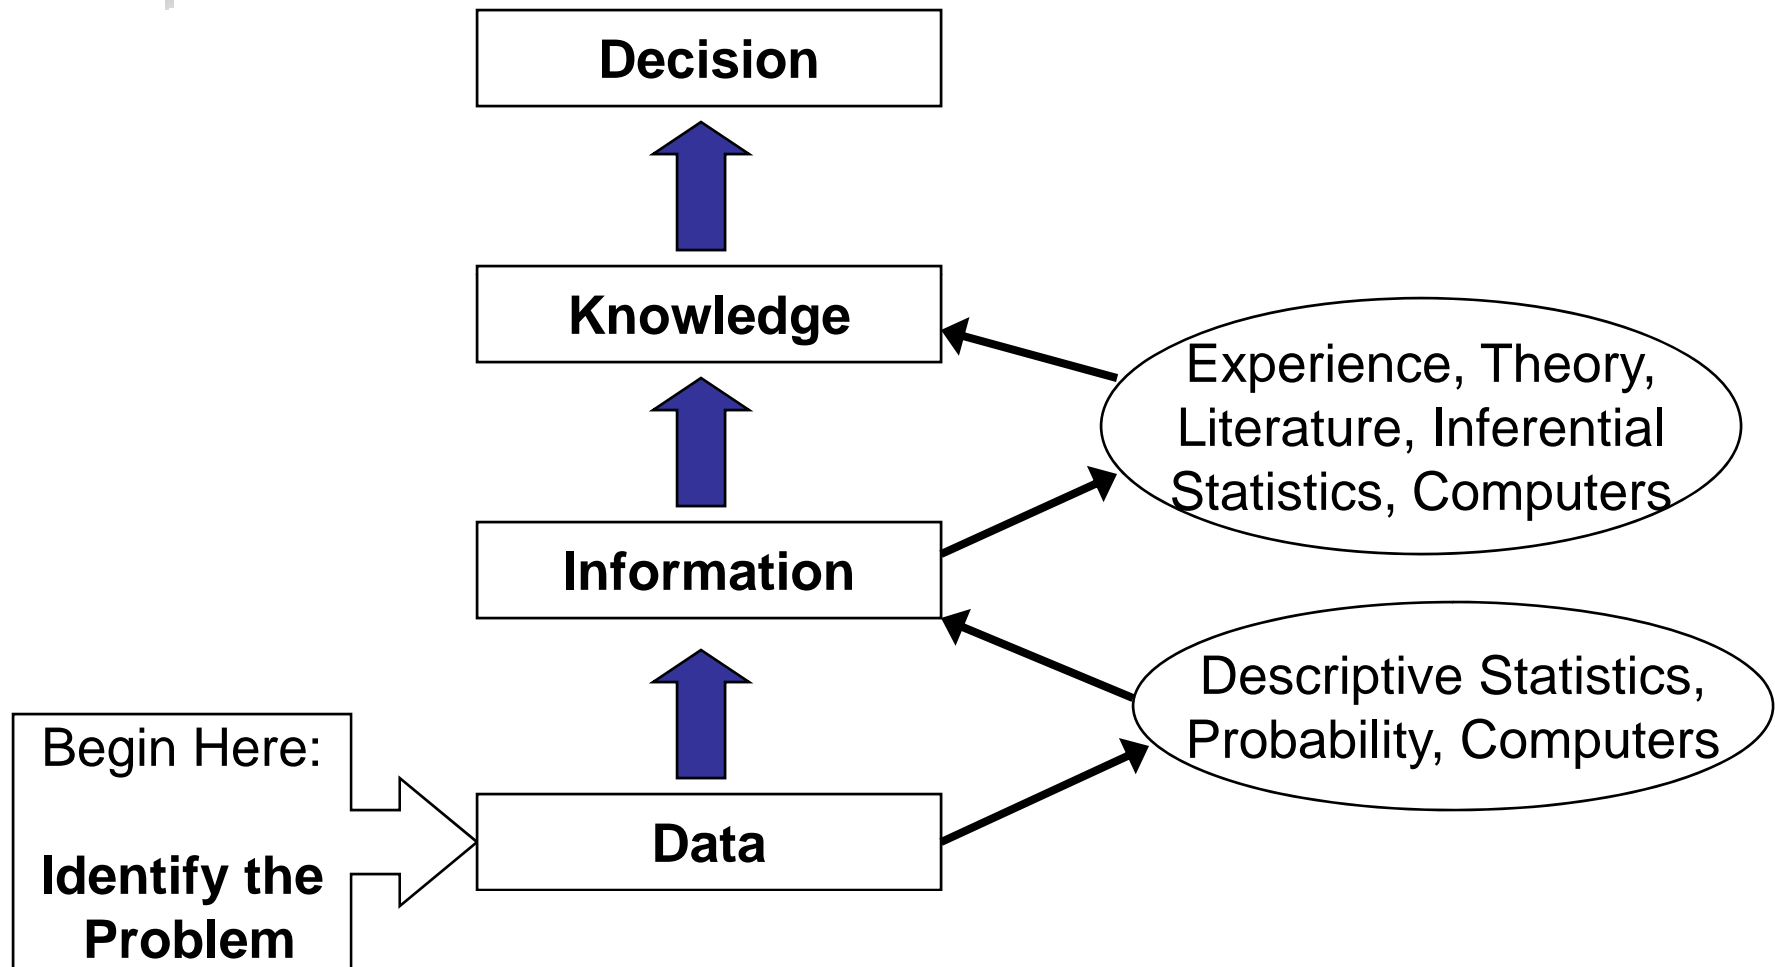 Decision
Knowledge
Experience, Theory,
Literature, Inferential
Statistics, Computers
Information
Descriptive Statistics,
Probability, Computers
Begin Here:
Identify the
Problem
Data